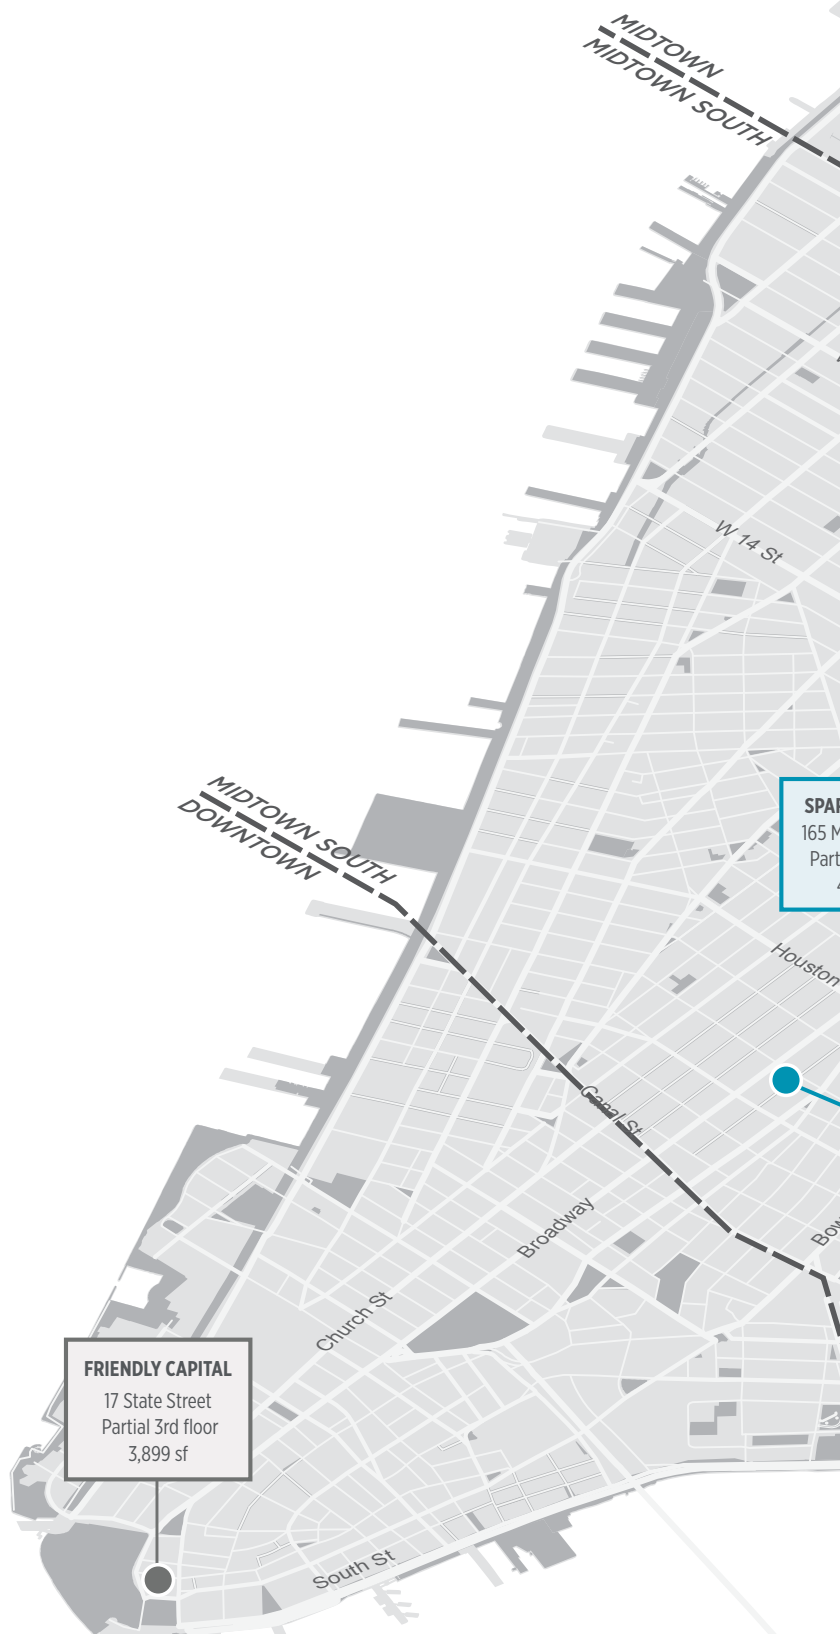 MIDTOWN
MIDTOWN SOUTH
W 14 St
MIDTOWN SOUTH
DOWNTOWN
165
Houston
Canal St
Broadway
Church St
FRIENDLY CAPITAL
17 State Street
Partial 3rd floor
3,899 sf
South St